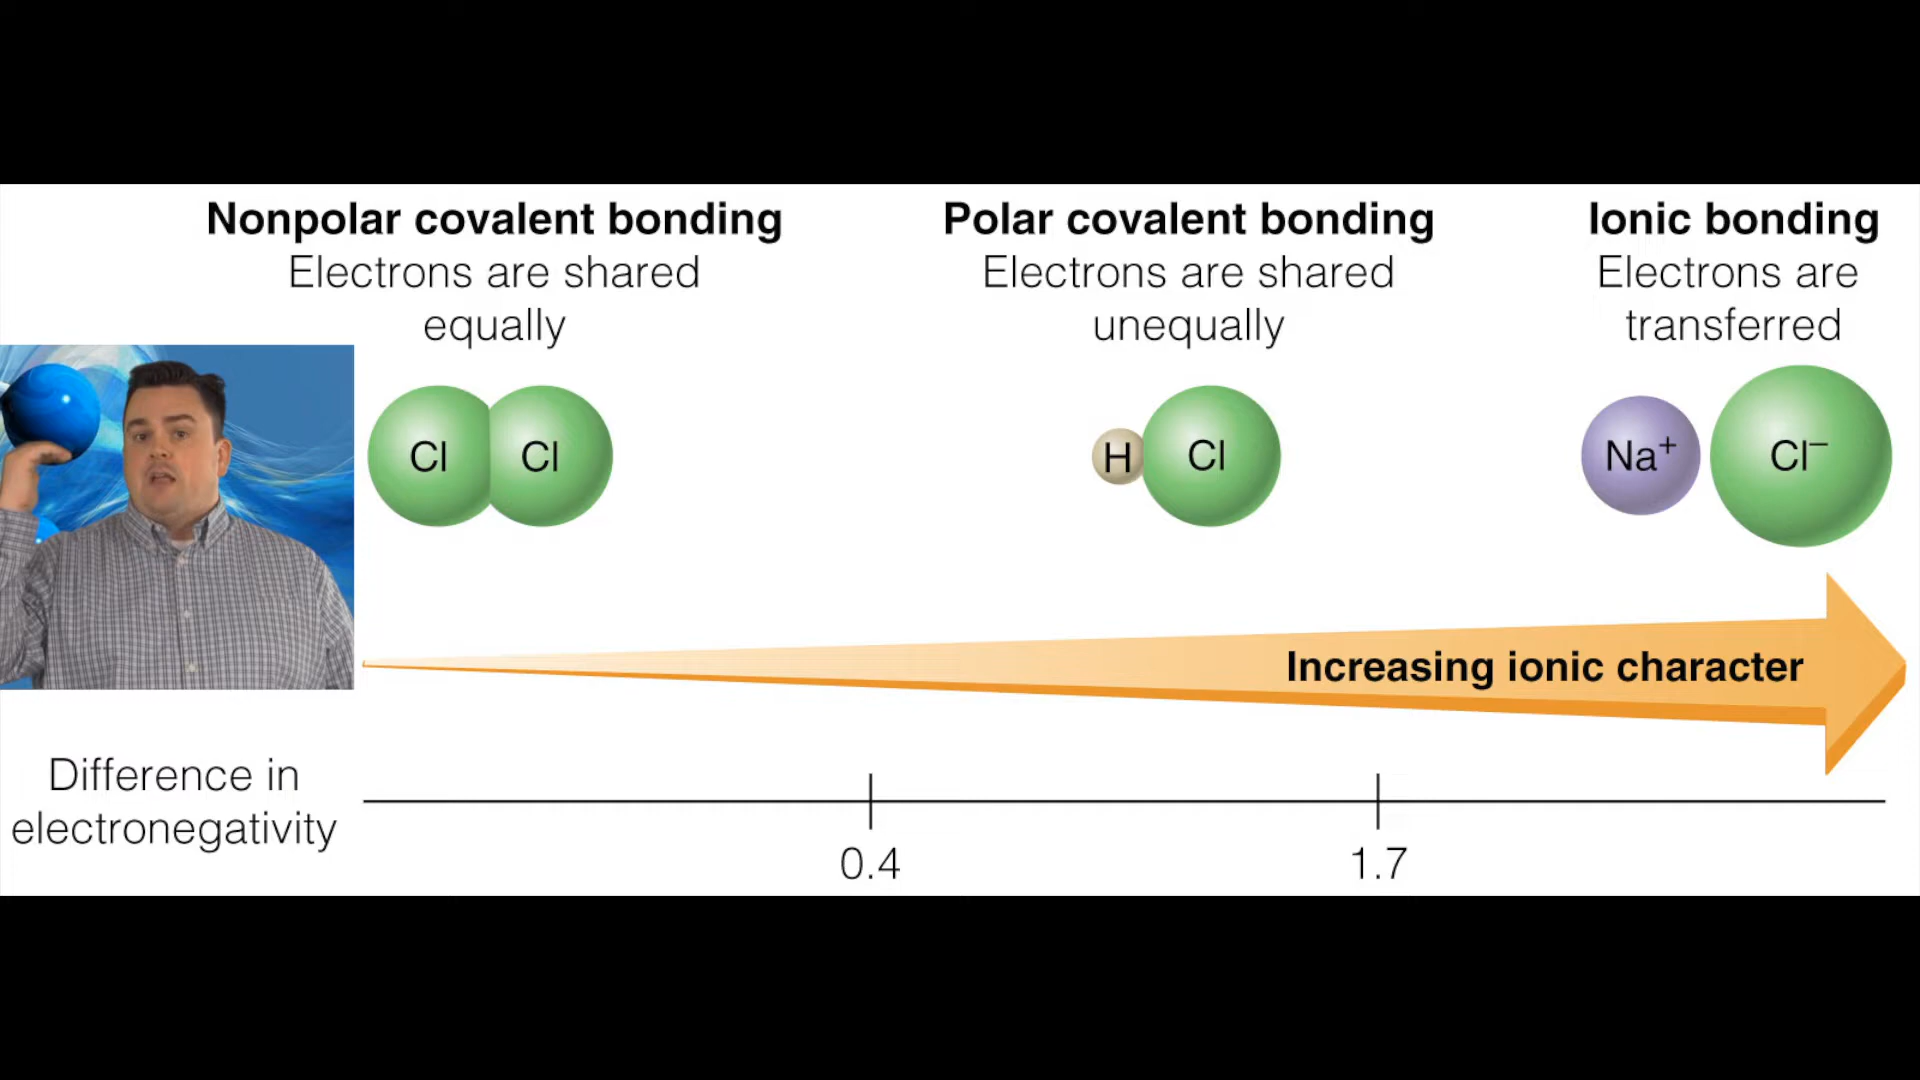 Nonpolar covalent bonding
Electrons are shared
equally
Polar covalent bonding
Electrons are shared
unequally
Ionic bonding
Electrons are
transferred
Cl Cl
H Cl
Na⁺ Cl⁻
Increasing ionic character
Difference in
electronegativity
0.4
1.7